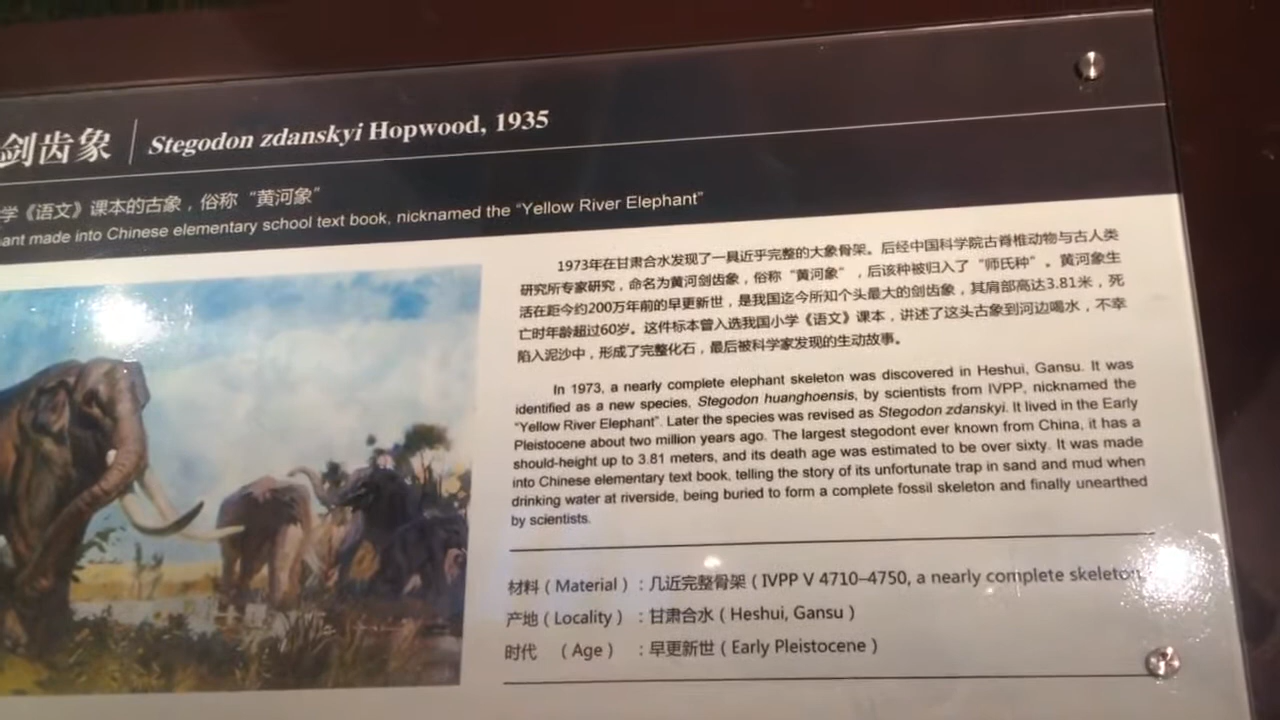 剑齿象 Stegodon zdanskyi Hopwood, 1935
学《语文》课本的古象，俗称“黄河象”
ant made into Chinese elementary school text book, nicknamed the “Yellow River Elephant”
1973年在甘肃合水发现了一具近乎完整的大象骨架。后经中国科学院古脊椎动物与古人类
研究所专家研究，命名为黄河剑齿象，俗称“黄河象”，后该种被归入了“师氏种”。黄河象生
活在距今约200万年前的早更新世，是我国迄今所知个头最大的剑齿象，其肩部高达3.81米，死
亡时年龄超过60岁。这件标本曾入选我国小学《语文》课本，讲述了这头古象到河边喝水，不幸
陷入泥沙中，形成了完整化石，最后被科学家发现的生动故事。
In 1973, a nearly complete elephant skeleton was discovered in Heshui, Gansu. It was
identified as a new species, Stegodon huanghoensis, by scientists from IVPP, nicknamed the
“Yellow River Elephant”. Later the species was revised as Stegodon zdanskyi. It lived in the Early
Pleistocene about two million years ago. The largest stegodont ever known from China, it has a
should-height up to 3.81 meters, and its death age was estimated to be over sixty. It was made
into Chinese elementary text book, telling the story of its unfortunate trap in sand and mud when
drinking water at riverside, being buried to form a complete fossil skeleton and finally unearthed
by scientists.
材料（Material）：几近完整骨架（IVPP V 4710–4750, a nearly complete skeleton
产地（Locality）：甘肃合水（Heshui, Gansu）
时代（Age）：早更新世（Early Pleistocene）